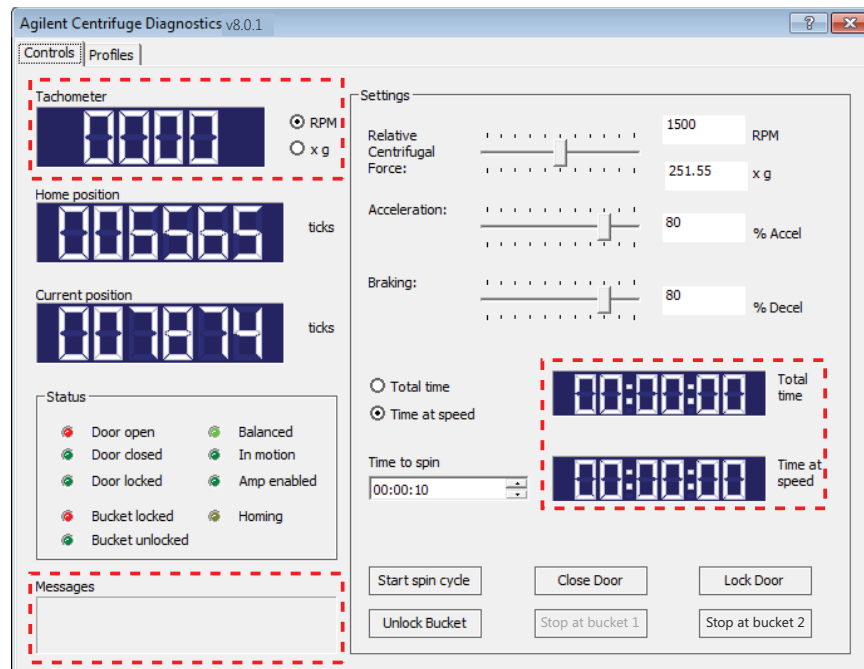 Agilent Centrifuge Diagnostics v8.0.1
Controls Profiles
Tachometer
0000
RPM
x g
Home position
005565 ticks
Current position
007874 ticks
Status
Door open Balanced
Door closed In motion
Door locked Amp enabled
Bucket locked Homing
Bucket unlocked
Messages
Settings
Relative
Centrifugal
Force:
1500 RPM
251.55 x g
Acceleration:
80 % Accel
Braking:
80 % Decel
Total time
Time at speed
00:00:00 Total
time
Time to spin
00:00:10
00:00:00 Time at
speed
Start spin cycle Close Door Lock Door
Unlock Bucket Stop at bucket 1 Stop at bucket 2